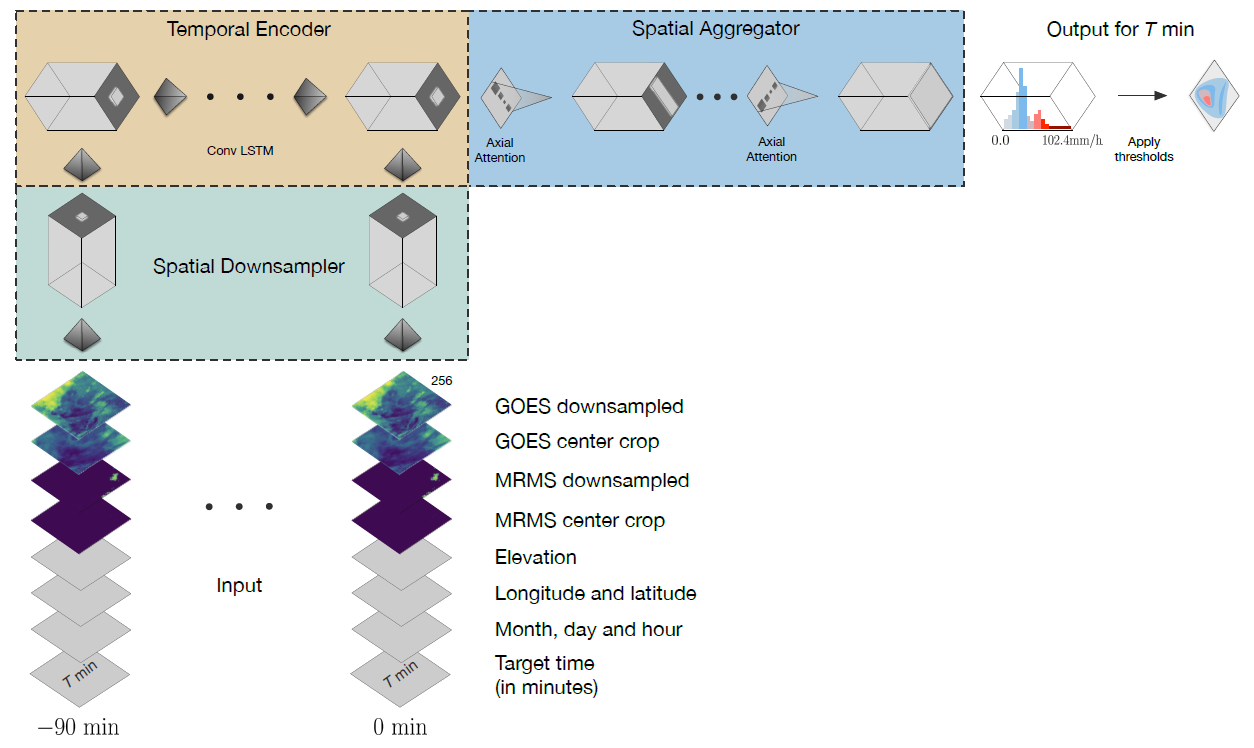 Temporal Encoder
Spatial Aggregator
Output for T min
Conv LSTM
Axial
Attention
Axial
Attention
0.0
102.4mm/h
Apply
thresholds
Spatial Downsampler
256
GOES downsampled
GOES center crop
MRMS downsampled
MRMS center crop
Elevation
Input
Longitude and latitude
Month, day and hour
Target time
(in minutes)
T min
T min
−90 min
0 min